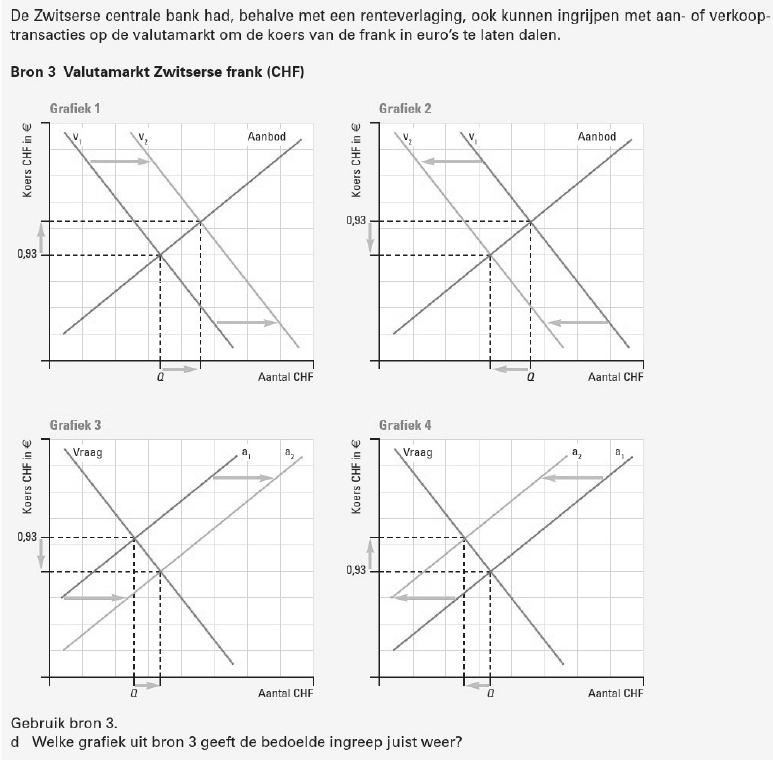 De Zwitserse centrale bank had, behalve met een renteverlaging, ook kunnen ingrijpen met aan- of verkoop-
transacties op de valutamarkt om de koers van de frank in euro's te laten dalen.
Bron 3 Valutamarkt Zwitserse frank (CHF)
Grafiek 1
Koers CHF in €
v1
v2
Aanbod
0,93
Q
Aantal CHF
Grafiek 2
Koers CHF in €
v2
v1
Aanbod
0,93
Q
Aantal CHF
Grafiek 3
Koers CHF in €
Vraag
a1
a2
0,93
Q
Aantal CHF
Grafiek 4
Koers CHF in €
Vraag
a2
a1
0,93
Q
Aantal CHF
Gebruik bron 3.
d Welke grafiek uit bron 3 geeft de bedoelde ingreep juist weer?